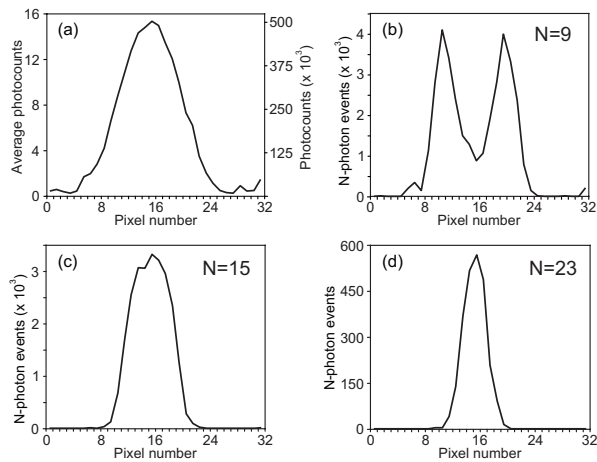 (a)
Average photocounts
16
12
8
4
0
Photocounts (x 10³)
500
375
250
125
0 8 16 24 32
Pixel number
(b)
N=9
N-photon events (x 10³)
4
3
2
1
0
0 8 16 24 32
Pixel number
(c)
N=15
N-photon events (x 10³)
3
2
1
0
0 8 16 24 32
Pixel number
(d)
N=23
N-photon events
600
450
300
150
0
0 8 16 24 32
Pixel number